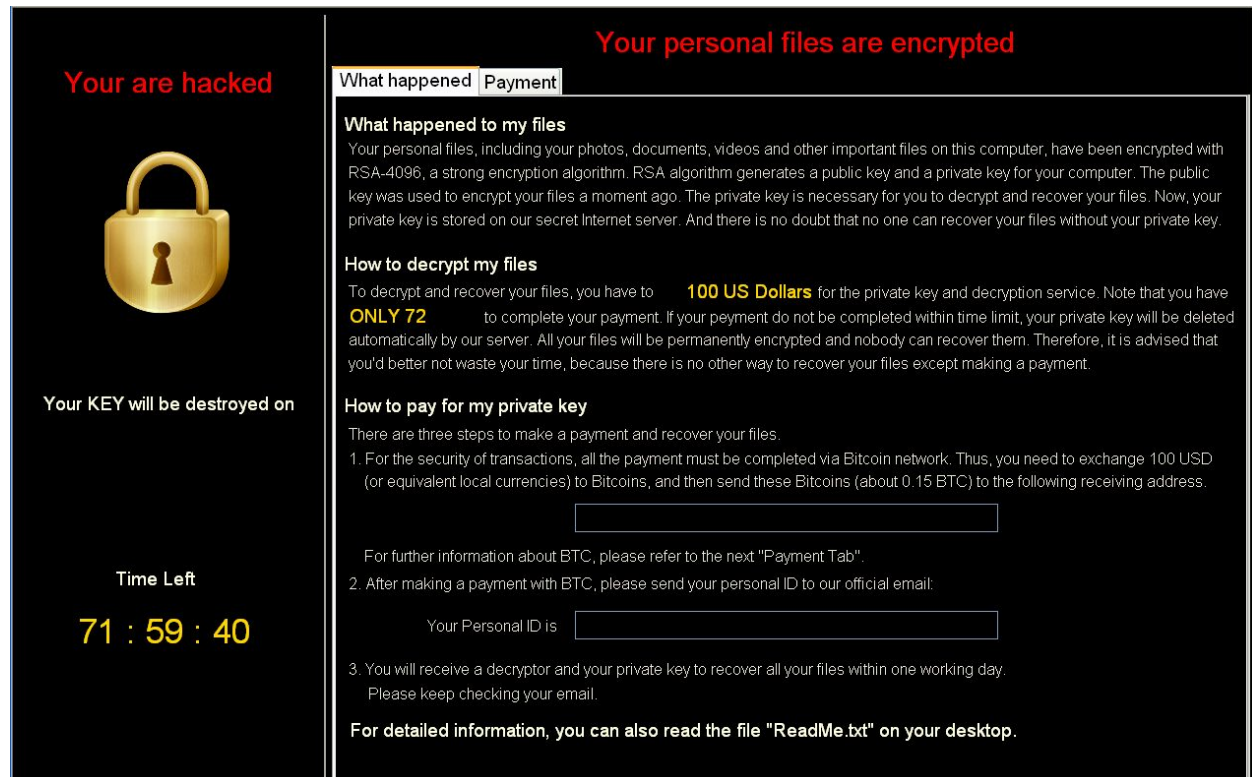 Your personal files are encrypted
Your are hacked
What happened Payment
What happened to my files
Your personal files, including your photos, documents, videos and other important files on this computer, have been encrypted with
RSA-4096, a strong encryption algorithm. RSA algorithm generates a public key and a private key for your computer. The public
key was used to encrypt your files a moment ago. The private key is necessary for you to decrypt and recover your files. Now, your
private key is stored on our secret Internet server. And there is no doubt that no one can recover your files without your private key.
How to decrypt my files
To decrypt and recover your files, you have to 100 US Dollars for the private key and decryption service. Note that you have
ONLY 72 to complete your payment. If your peyment do not be completed within time limit, your private key will be deleted
automatically by our server. All your files will be permanently encrypted and nobody can recover them. Therefore, it is advised that
you'd better not waste your time, because there is no other way to recover your files except making a payment.
Your KEY will be destroyed on
How to pay for my private key
There are three steps to make a payment and recover your files.
1. For the security of transactions, all the payment must be completed via Bitcoin network. Thus, you need to exchange 100 USD
(or equivalent local currencies) to Bitcoins, and then send these Bitcoins (about 0.15 BTC) to the following receiving address.
For further information about BTC, please refer to the next "Payment Tab".
2. After making a payment with BTC, please send your personal ID to our official email:
Time Left
71 : 59 : 40
Your Personal ID is
3. You will receive a decryptor and your private key to recover all your files within one working day.
Please keep checking your email.
For detailed information, you can also read the file "ReadMe.txt" on your desktop.